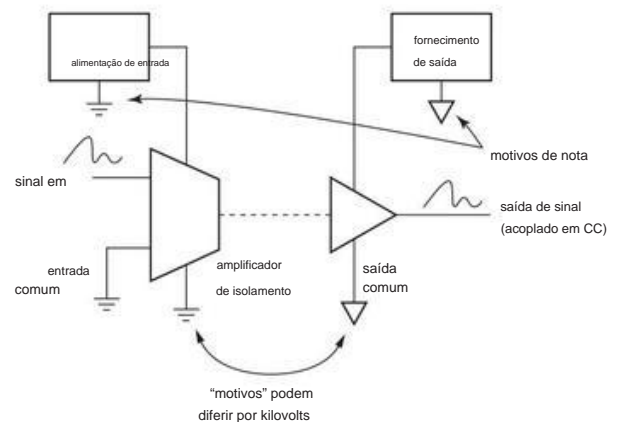 alimentação de entrada
fornecimento
de saída
motivos de nota
sinal em
saída de sinal
(acoplado em CC)
entrada
comum
amplificador
de isolamento
saída
comum
“motivos” podem
diferir por kilovolts